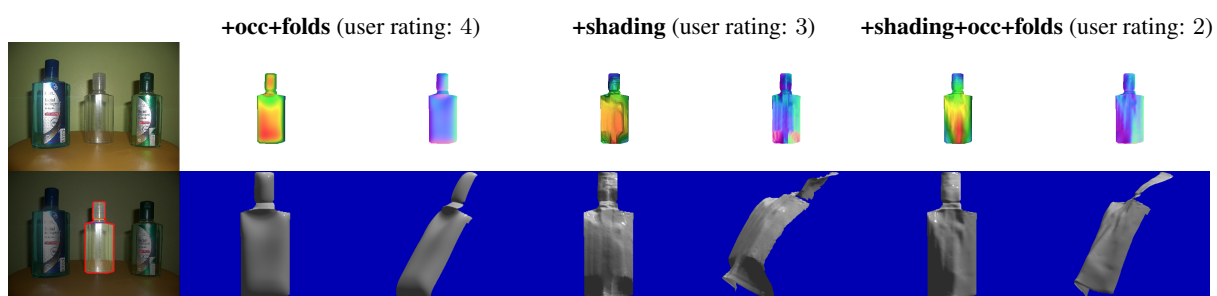 +occ+folds (user rating: 4)
+shading (user rating: 3)
+shading+occ+folds (user rating: 2)